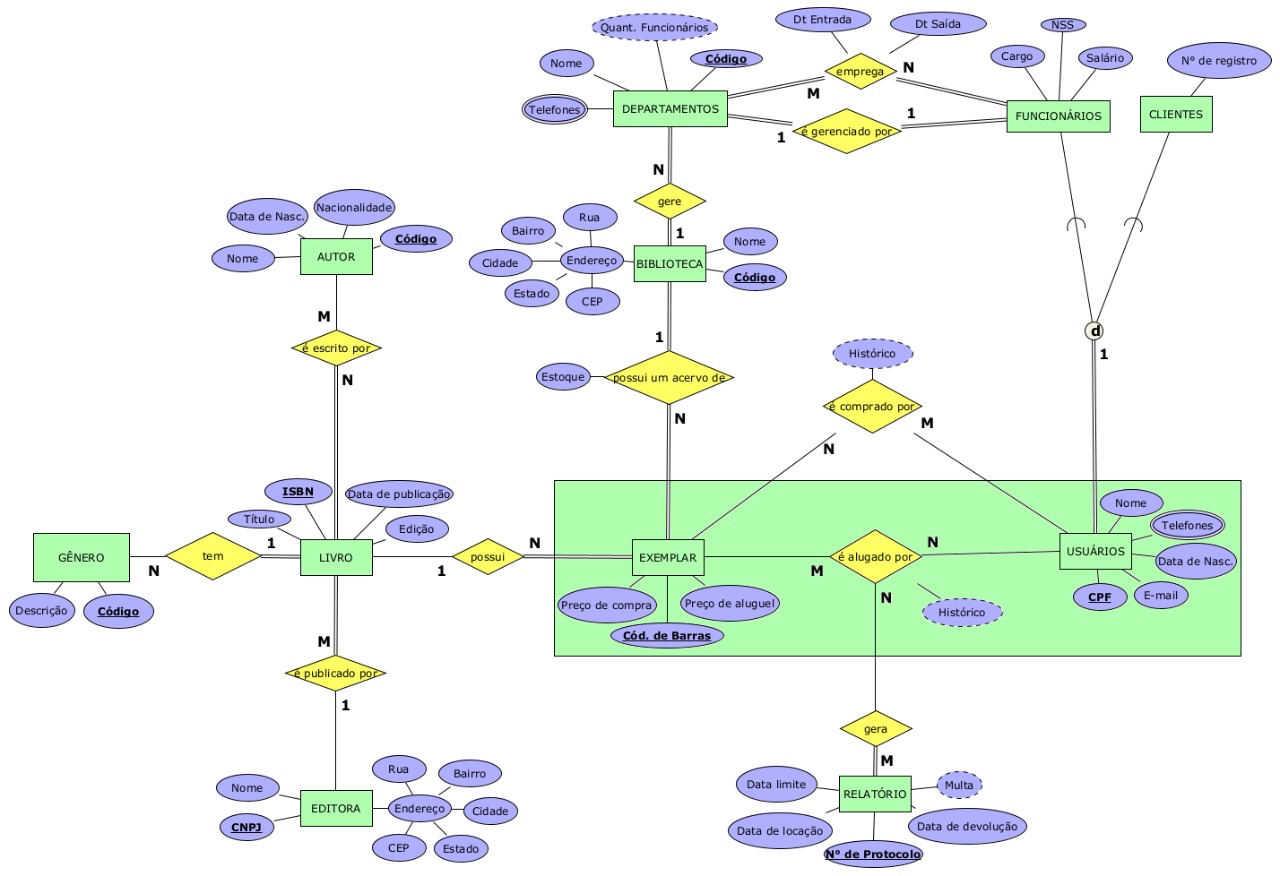 Dt Entrada
Dt Saída
Quant. Funcionários
NSS
Nome
Código
Cargo
Salário
Nº de registro
emprega
N
M
Telefones
DEPARTAMENTOS
FUNCIONÁRIOS
CLIENTES
1
é gerenciado por
1
N
gere
1
Data de Nasc.
Nacionalidade
Código
Nome
AUTOR
Rua
Bairro
Cidade
Endereço
Estado
CEP
BIBLIOTECA
Nome
Código
M
é escrito por
N
1
Estoque
possui um acervo de
N
d
1
Histórico
é comprado por
M
N
ISBN
Data de publicação
Título
Edição
GÊNERO
Descrição
Código
N
tem
1
LIVRO
1
possui
N
EXEMPLAR
Preço de compra
Preço de aluguel
Cód. de Barras
M
é alugado por
N
Histórico
N
USUÁRIOS
Nome
Telefones
Data de Nasc.
E-mail
CPF
M
é publicado por
1
gera
M
Nome
CNPJ
EDITORA
Rua
Bairro
Endereço
Cidade
CEP
Estado
Data limite
RELATÓRIO
Multa
Data de locação
Data de devolução
Nº de Protocolo